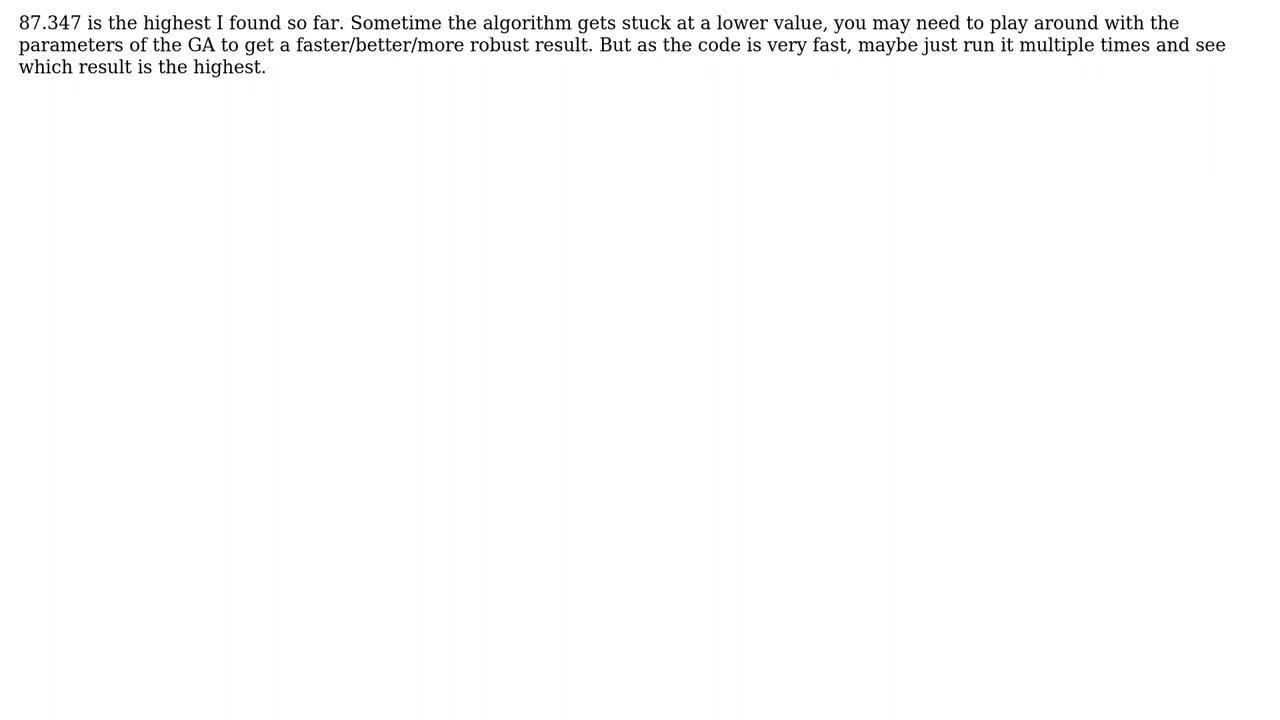 87.347 is the highest I found so far. Sometime the algorithm gets stuck at a lower value, you may need to play around with the
parameters of the GA to get a faster/better/more robust result. But as the code is very fast, maybe just run it multiple times and see
which result is the highest.